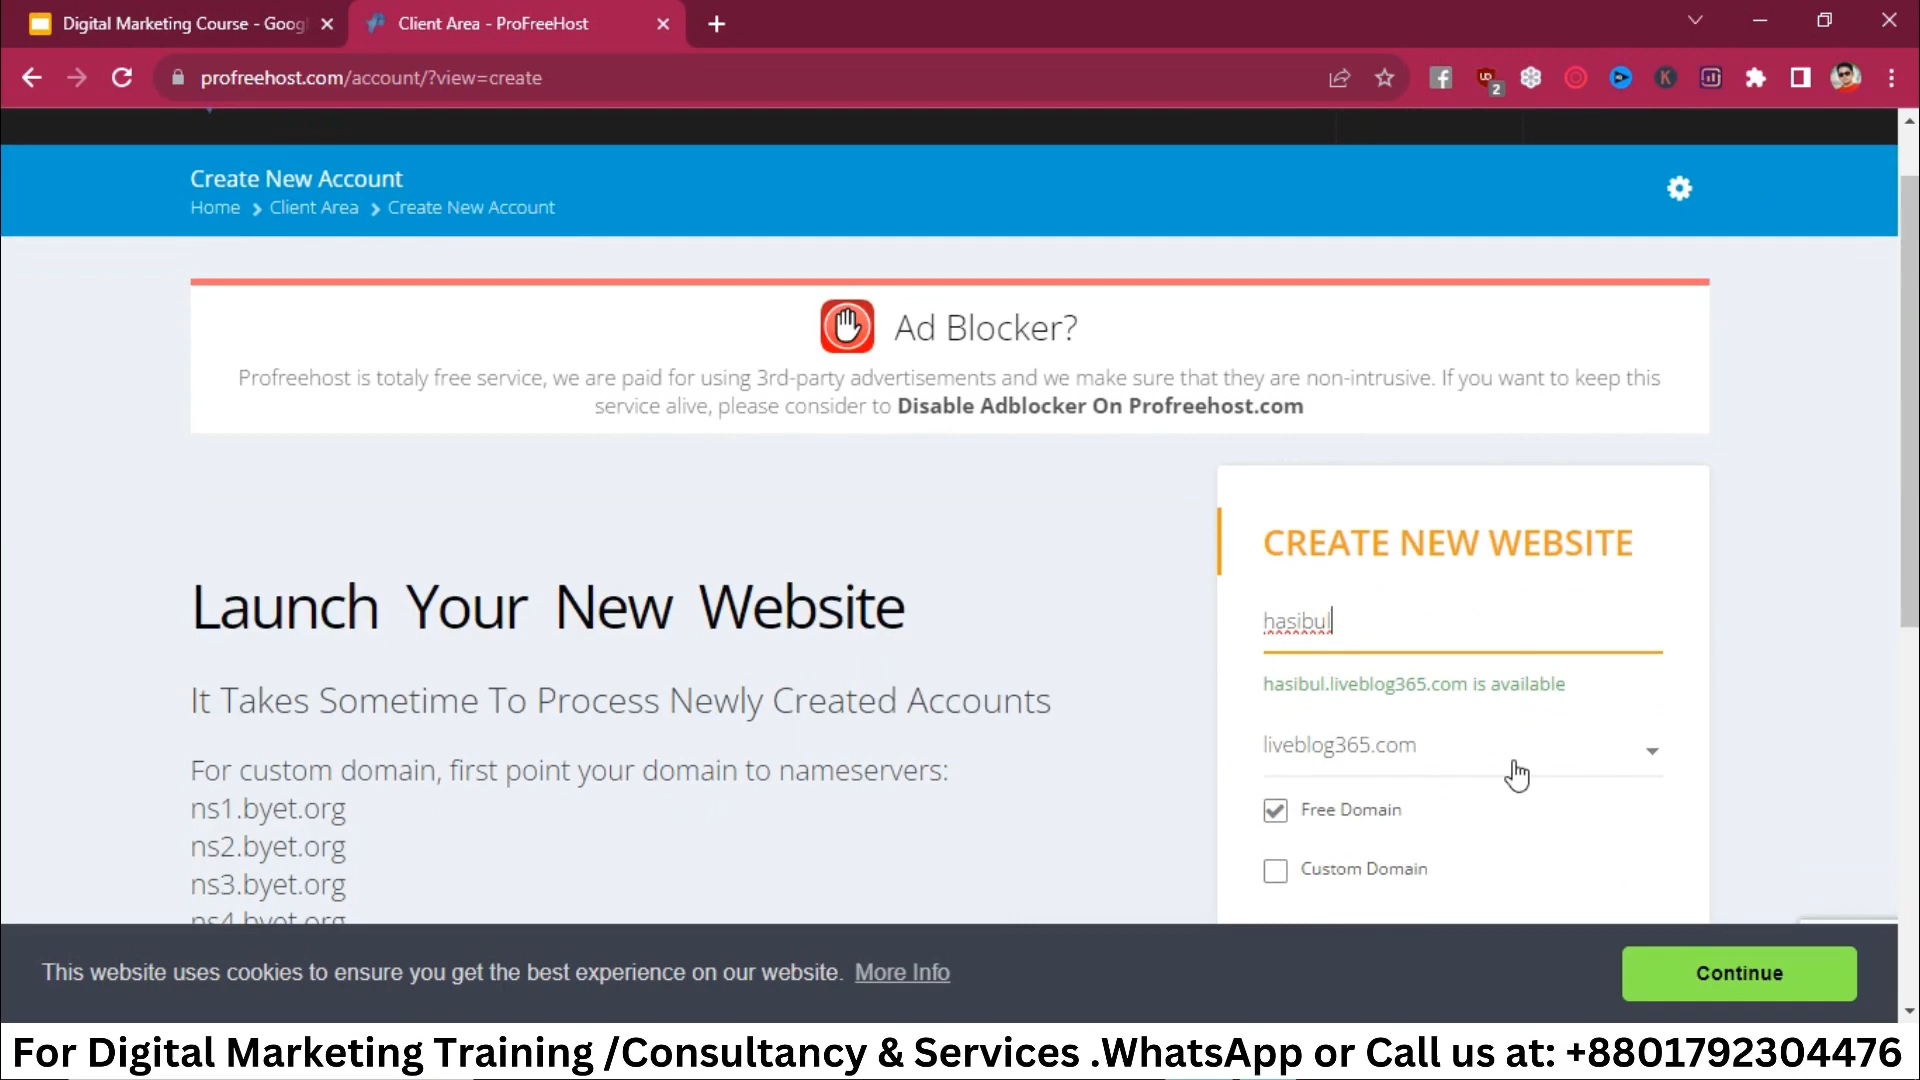 Digital Marketing Course - Goog
Client Area - ProFreeHost
profreehost.com/account/?view=create
2
Create New Account
Home > Client Area > Create New Account
Ad Blocker?
Profreehost is totaly free service, we are paid for using 3rd-party advertisements and we make sure that they are non-intrusive. If you want to keep this
service alive, please consider to Disable Adblocker On Profreehost.com
CREATE NEW WEBSITE
hasibul
hasibul.liveblog365.com is available
liveblog365.com
Free Domain
Custom Domain
Launch Your New Website
It Takes Sometime To Process Newly Created Accounts
For custom domain, first point your domain to nameservers:
ns1.byet.org
ns2.byet.org
ns3.byet.org
ns4.byet.org
This website uses cookies to ensure you get the best experience on our website. More Info
Continue
For Digital Marketing Training /Consultancy & Services .WhatsApp or Call us at: +8801792304476